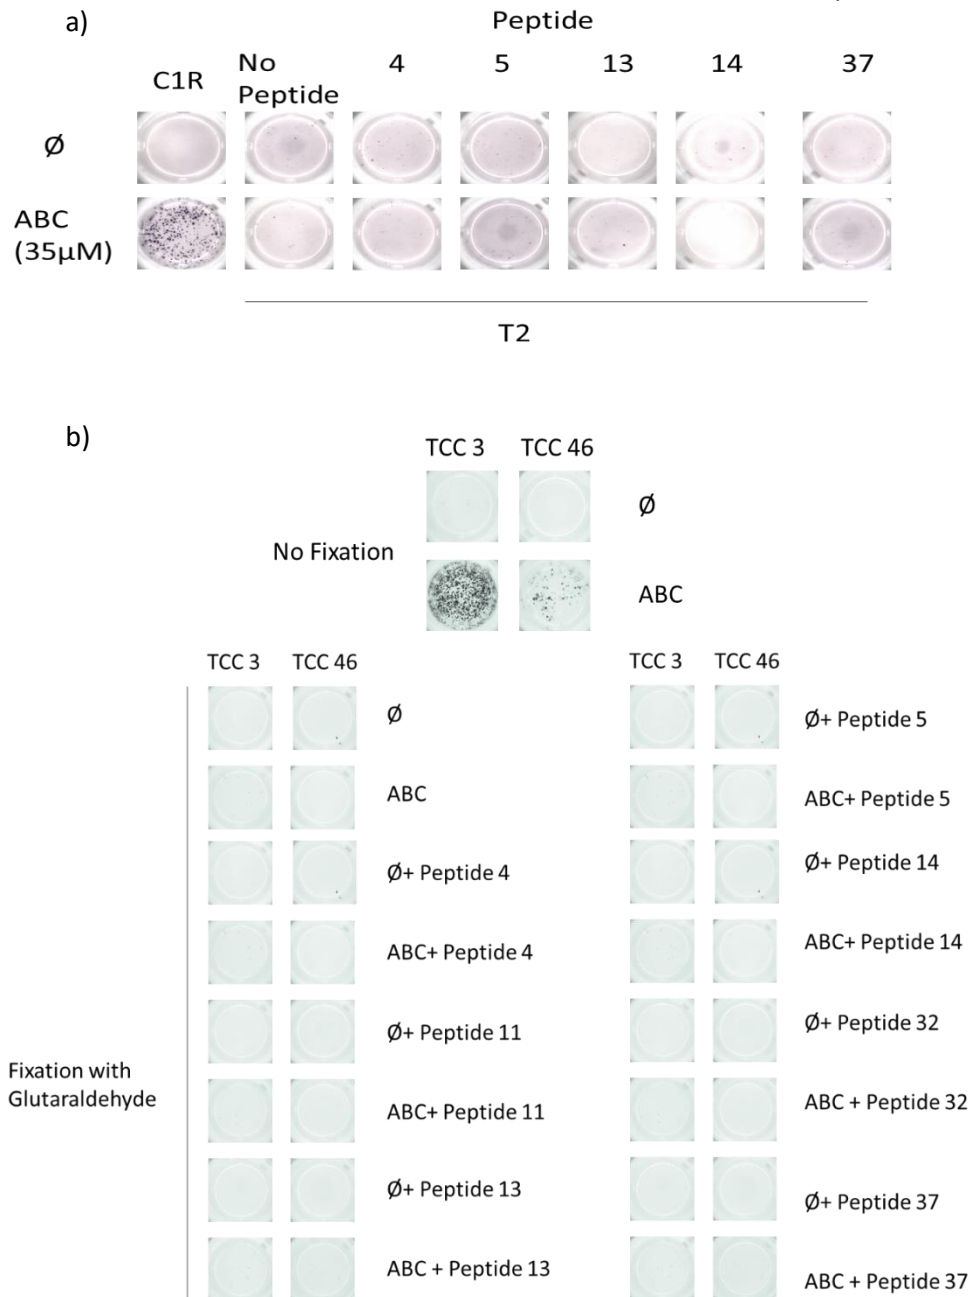 a)
Peptide
C1R
No
Peptide
4
5
13
14
37
Ø
ABC
(35µM)
T2
b)
TCC 3
TCC 46
Ø
No Fixation
ABC
TCC 3
TCC 46
TCC 3
TCC 46
Ø
Ø+ Peptide 5
ABC
ABC+ Peptide 5
Ø+ Peptide 4
Ø+ Peptide 14
ABC+ Peptide 4
ABC+ Peptide 14
Ø+ Peptide 11
Ø+ Peptide 32
Fixation with
Glutaraldehyde
ABC+ Peptide 11
ABC + Peptide 32
Ø+ Peptide 13
Ø+ Peptide 37
ABC + Peptide 13
ABC + Peptide 37